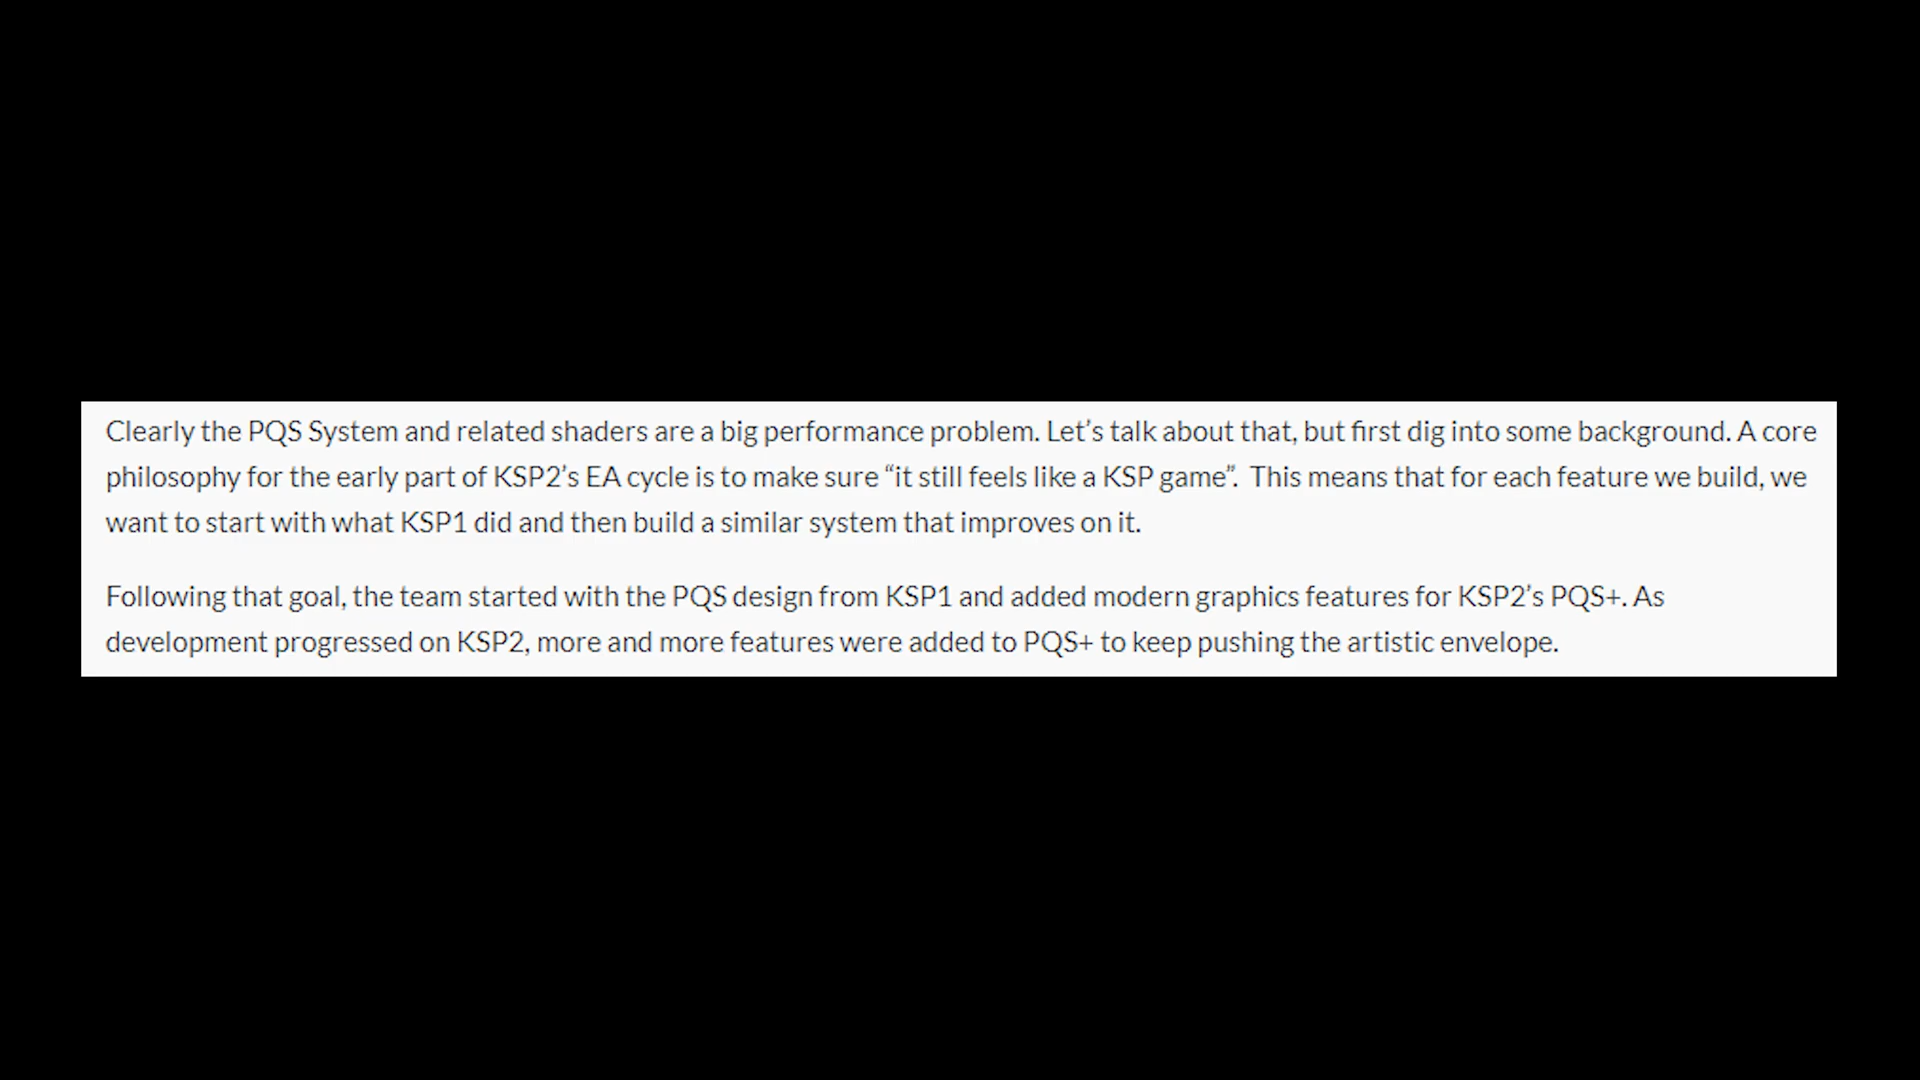 Clearly the PQS System and related shaders are a big performance problem. Let’s talk about that, but first dig into some background. A core
philosophy for the early part of KSP2’s EA cycle is to make sure “it still feels like a KSP game”.  This means that for each feature we build, we
want to start with what KSP1 did and then build a similar system that improves on it.
Following that goal, the team started with the PQS design from KSP1 and added modern graphics features for KSP2’s PQS+. As
development progressed on KSP2, more and more features were added to PQS+ to keep pushing the artistic envelope.